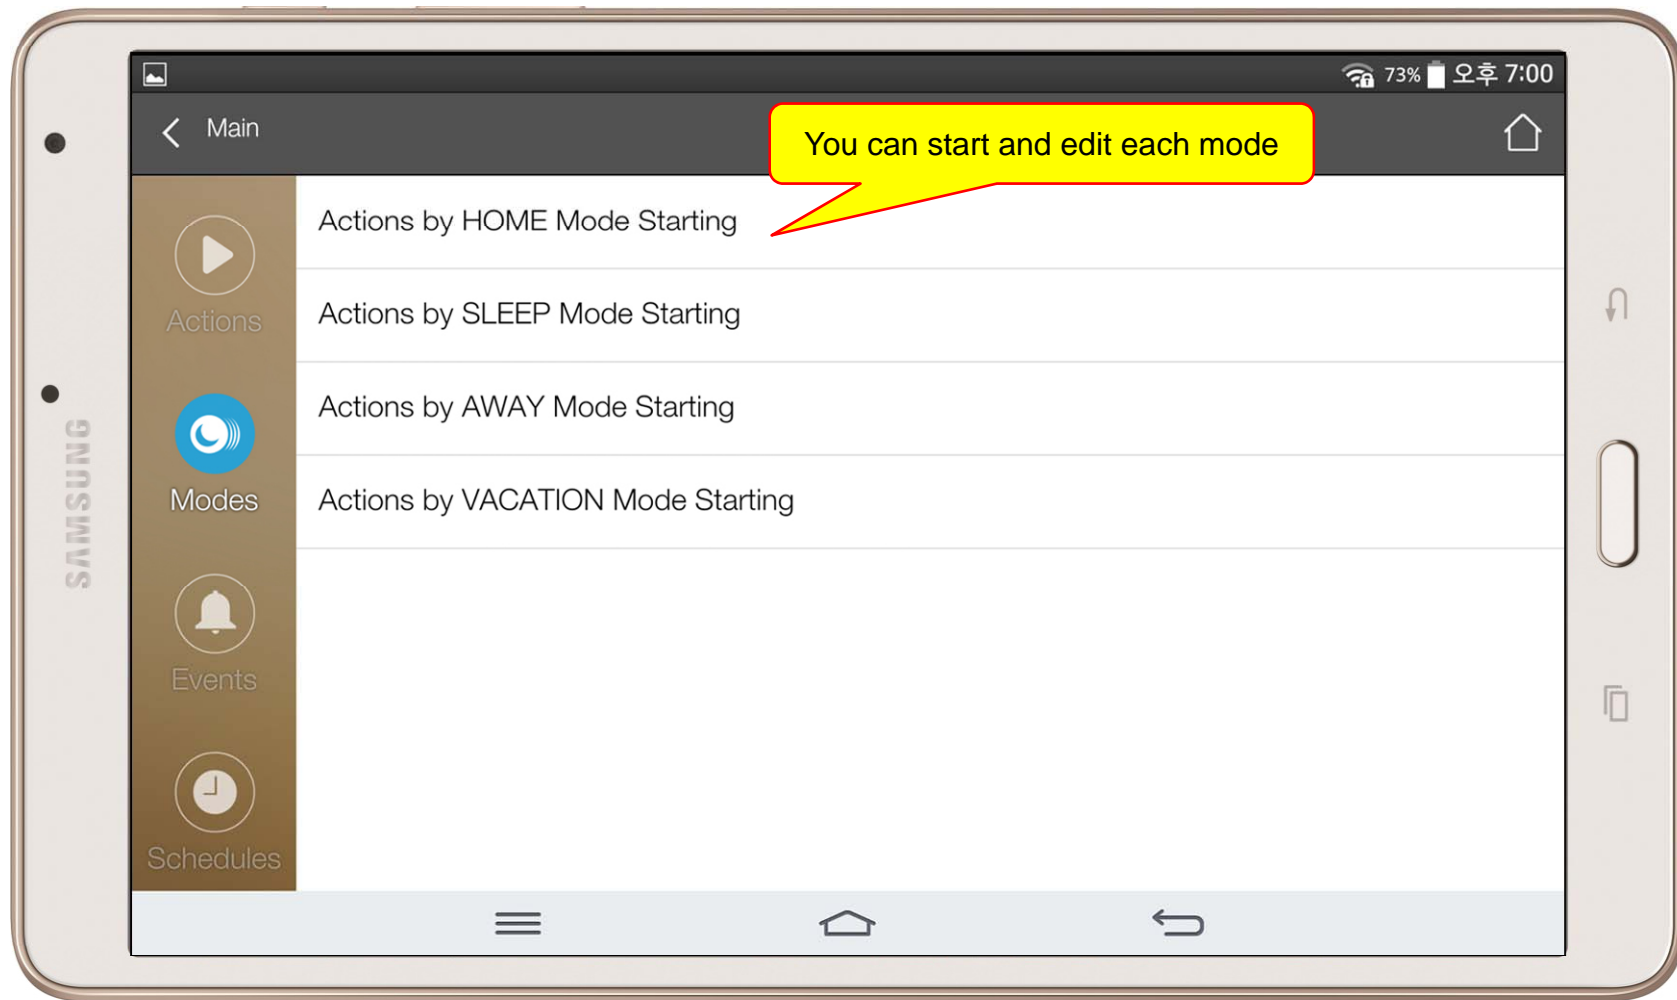 73% 오후 7:00
Main
You can start and edit each mode
Actions
Modes
Events
Schedules
Actions by HOME Mode Starting
Actions by SLEEP Mode Starting
Actions by AWAY Mode Starting
Actions by VACATION Mode Starting
SAMSUNG